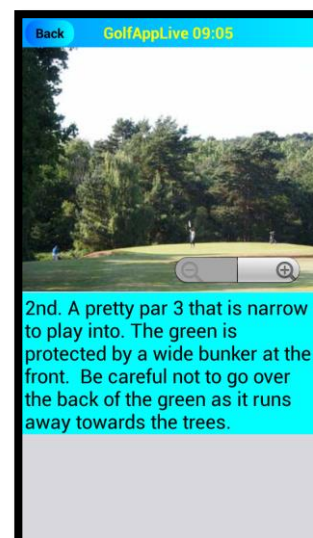 Back
GolfAppLive 09:05
2nd. A pretty par 3 that is narrow
to play into. The green is
protected by a wide bunker at the
front.  Be careful not to go over
the back of the green as it runs
away towards the trees.